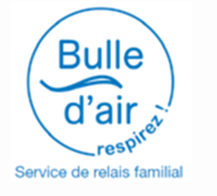 Bulle
d'air
respirez !
Service de relais familial